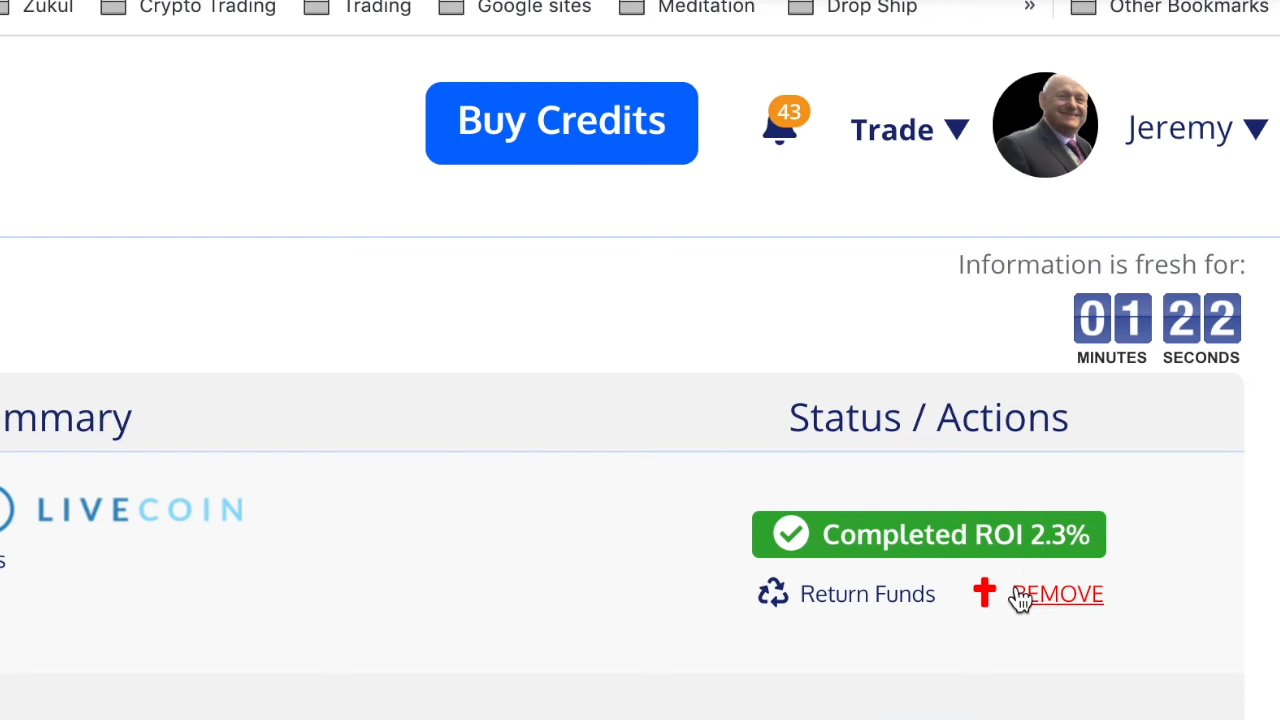 Zukul Crypto Trading Trading Google sites Meditation Drop Ship » Other Bookmarks
Buy Credits 43 Trade ▼ Jeremy ▼
Information is fresh for:
01 22
MINUTES SECONDS
mmary Status / Actions
LIVECOIN
Completed ROI 2.3%
s
Return Funds REMOVE